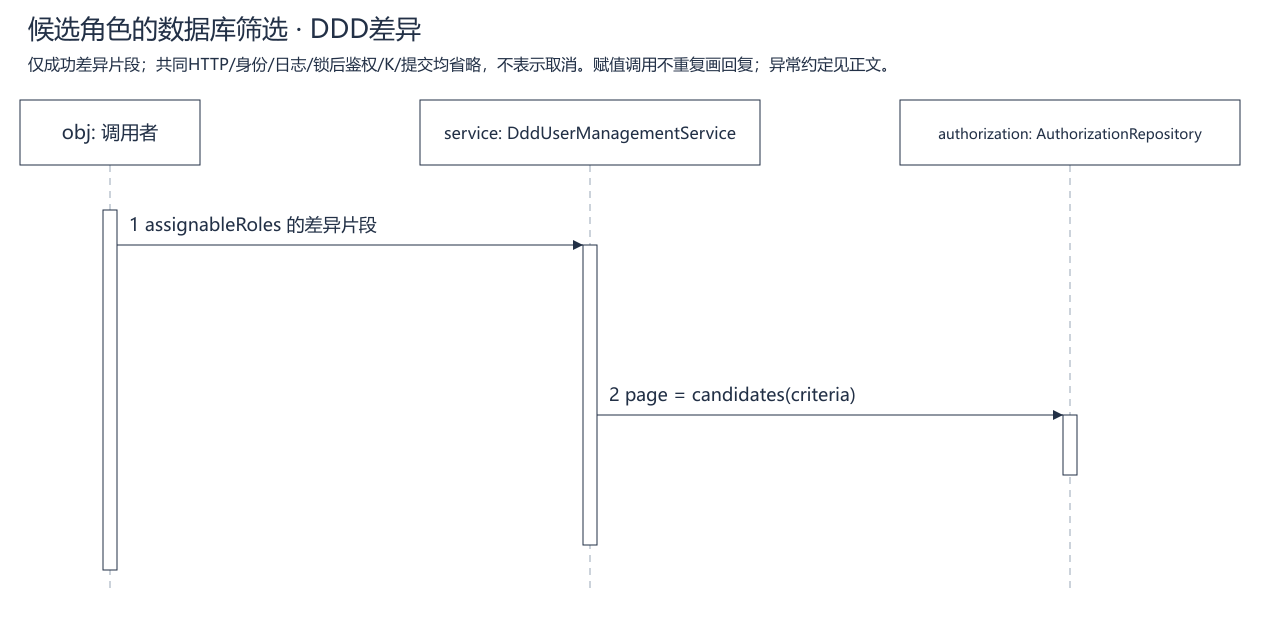 候选角色的数据库筛选 · DDD差异
仅成功差异片段；共同HTTP/身份/日志/锁后鉴权/K/提交均省略，不表示取消。赋值调用不重复画回复；异常约定见正文。
obj: 调用者
service: DddUserManagementService
authorization: AuthorizationRepository
1 assignableRoles 的差异片段
2 page = candidates(criteria)